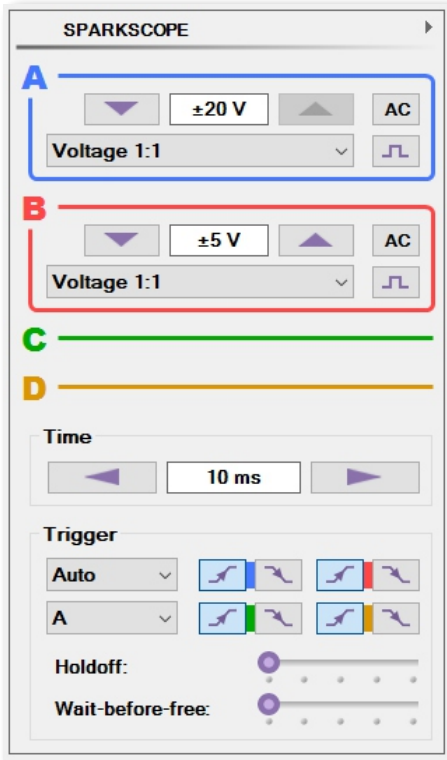 SPARKSCOPE
A
±20 V
AC
Voltage 1:1
B
±5 V
AC
Voltage 1:1
C
D
Time
10 ms
Trigger
Auto
A
Holdoff:
Wait-before-free: